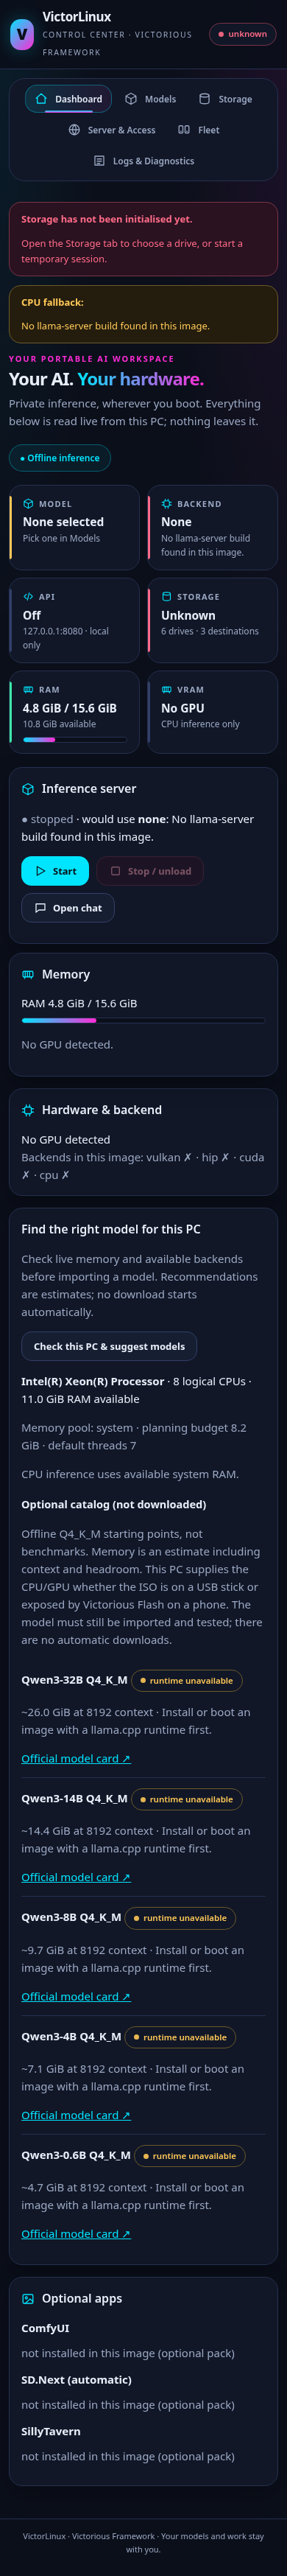 V
VictorLinux
CONTROL CENTER · VICTORIOUS
FRAMEWORK
● unknown
Dashboard
Models
Storage
Server & Access
Fleet
Logs & Diagnostics
Storage has not been initialised yet.
Open the Storage tab to choose a drive, or start a
temporary session.
CPU fallback:
No llama-server build found in this image.
YOUR PORTABLE AI WORKSPACE
Your AI. Your hardware.
Private inference, wherever you boot. Everything
below is read live from this PC; nothing leaves it.
● Offline inference
MODEL
None selected
Pick one in Models
BACKEND
None
No llama-server build
found in this image.
API
Off
127.0.0.1:8080 · local
only
STORAGE
Unknown
6 drives · 3 destinations
RAM
4.8 GiB / 15.6 GiB
10.8 GiB available
VRAM
No GPU
CPU inference only
Inference server
● stopped · would use none: No llama-server
build found in this image.
Start
Stop / unload
Open chat
Memory
RAM 4.8 GiB / 15.6 GiB
No GPU detected.
Hardware & backend
No GPU detected
Backends in this image: vulkan ✗ · hip ✗ · cuda
✗ · cpu ✗
Find the right model for this PC
Check live memory and available backends
before importing a model. Recommendations
are estimates; no download starts
automatically.
Check this PC & suggest models
Intel(R) Xeon(R) Processor · 8 logical CPUs ·
11.0 GiB RAM available
Memory pool: system · planning budget 8.2
GiB · default threads 7
CPU inference uses available system RAM.
Optional catalog (not downloaded)
Offline Q4_K_M starting points, not
benchmarks. Memory is an estimate including
context and headroom. This PC supplies the
CPU/GPU whether the ISO is on a USB stick or
exposed by Victorious Flash on a phone. The
model must still be imported and tested; there
are no automatic downloads.
Qwen3-32B Q4_K_M ● runtime unavailable
~26.0 GiB at 8192 context · Install or boot an
image with a llama.cpp runtime first.
Official model card ↗
Qwen3-14B Q4_K_M ● runtime unavailable
~14.4 GiB at 8192 context · Install or boot an
image with a llama.cpp runtime first.
Official model card ↗
Qwen3-8B Q4_K_M ● runtime unavailable
~9.7 GiB at 8192 context · Install or boot an
image with a llama.cpp runtime first.
Official model card ↗
Qwen3-4B Q4_K_M ● runtime unavailable
~7.1 GiB at 8192 context · Install or boot an
image with a llama.cpp runtime first.
Official model card ↗
Qwen3-0.6B Q4_K_M ● runtime unavailable
~4.7 GiB at 8192 context · Install or boot an
image with a llama.cpp runtime first.
Official model card ↗
Optional apps
ComfyUI
not installed in this image (optional pack)
SD.Next (automatic)
not installed in this image (optional pack)
SillyTavern
not installed in this image (optional pack)
VictorLinux · Victorious Framework · Your models and work stay
with you.